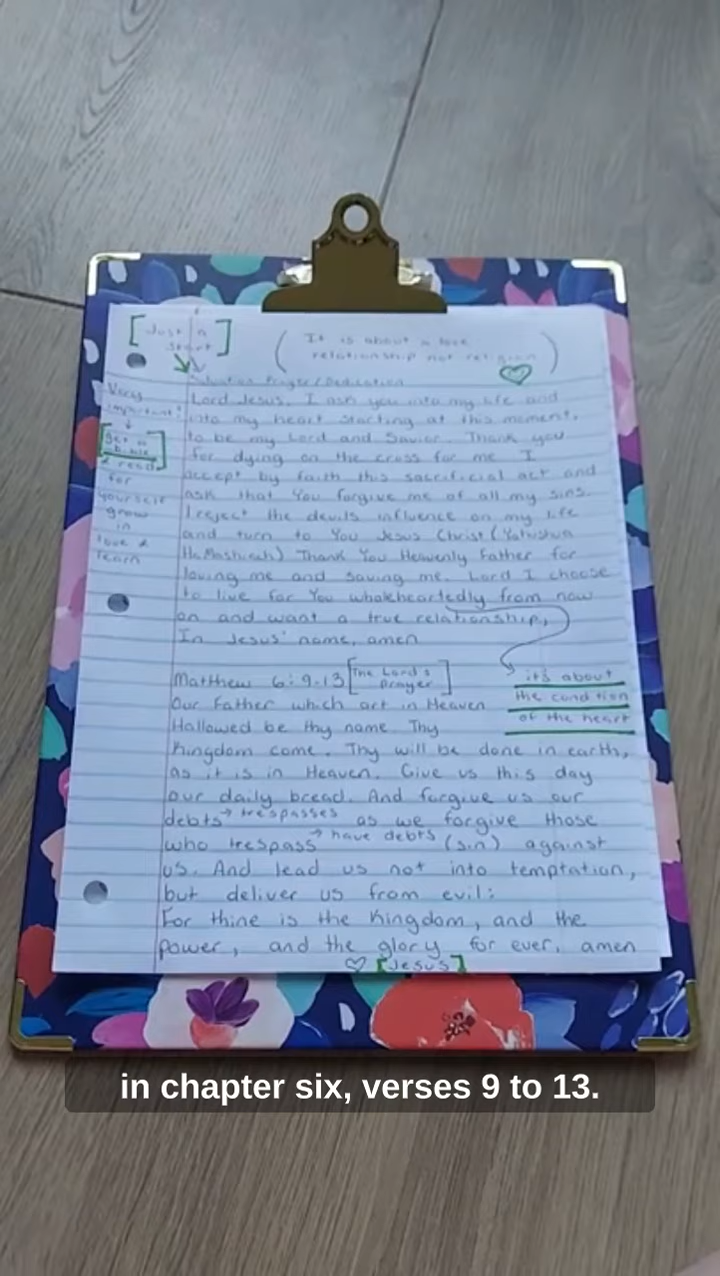 [Just a start]
(It is about a love
relationship not religion)
Salvation Prayer/Dedication
Very important!
Get a bible
& read
for
yourself
grow
in
love &
learn
Lord Jesus, I ask you into my life and
into my heart starting at this moment,
to be my Lord and Savior. Thank you
for dying on the cross for me I
accept by faith this sacrificial act and
ask that You forgive me of all my sins.
I reject the devils influence on my life
and turn to You Jesus Christ (Yahushua
HaMashiach) Thank You Heavenly Father for
loving me and saving me. Lord I choose
to live for You wholeheartedly from now
on and want a true relationship,
In Jesus' name, amen
it's about
the condition
of the heart
Matthew 6:9-13 [The Lord's Prayer]
Our Father which art in Heaven
Hallowed be thy name. Thy
Kingdom come. Thy will be done in earth,
as it is in Heaven. Give us this day
our daily bread. And forgive us our
debts → trespasses as we forgive those
who trespass → have debts (sin) against
us. And lead us not into temptation,
but deliver us from evil:
For thine is the Kingdom, and the
power, and the glory for ever, amen
♡ [Jesus]
in chapter six, verses 9 to 13.